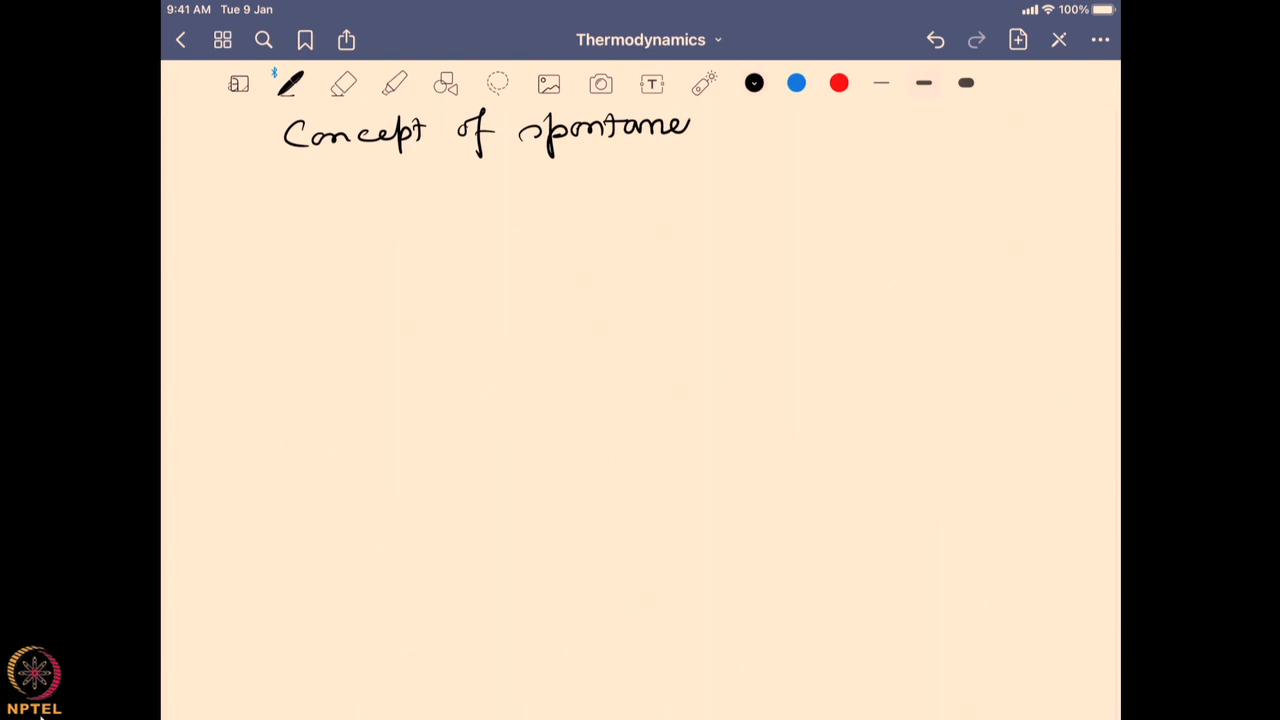 9:41 AM Tue 9 Jan 100%
Thermodynamics
T
Concept of spontane
NPTEL